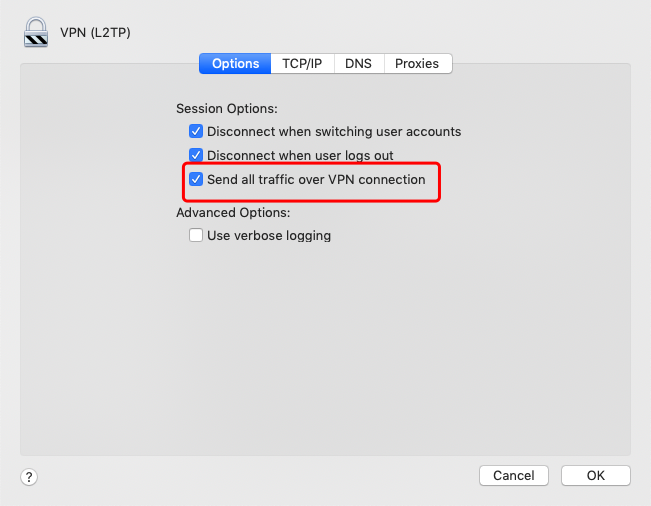 VPN (L2TP)
Options TCP/IP DNS Proxies
Session Options:
Disconnect when switching user accounts
Disconnect when user logs out
Send all traffic over VPN connection
Advanced Options:
Use verbose logging
? Cancel OK